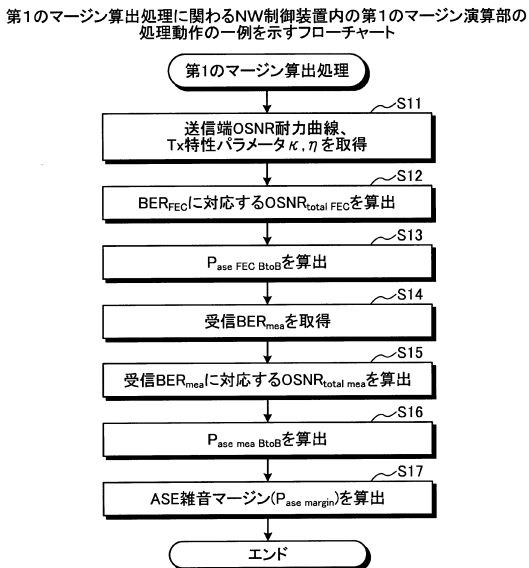 第1のマージン算出処理に関わるNW制御装置内の第1のマージン演算部の
処理動作の一例を示すフローチャート
第1のマージン算出処理
S11
送信端OSNR耐力曲線、
Tx特性パラメータκ,ηを取得
S12
BERFECに対応するOSNRtotal FECを算出
S13
Pase FEC BtoBを算出
S14
受信BERmeaを取得
S15
受信BERmeaに対応するOSNRtotal meaを算出
S16
Pase mea BtoBを算出
S17
ASE雑音マージン(Pase margin)を算出
エンド